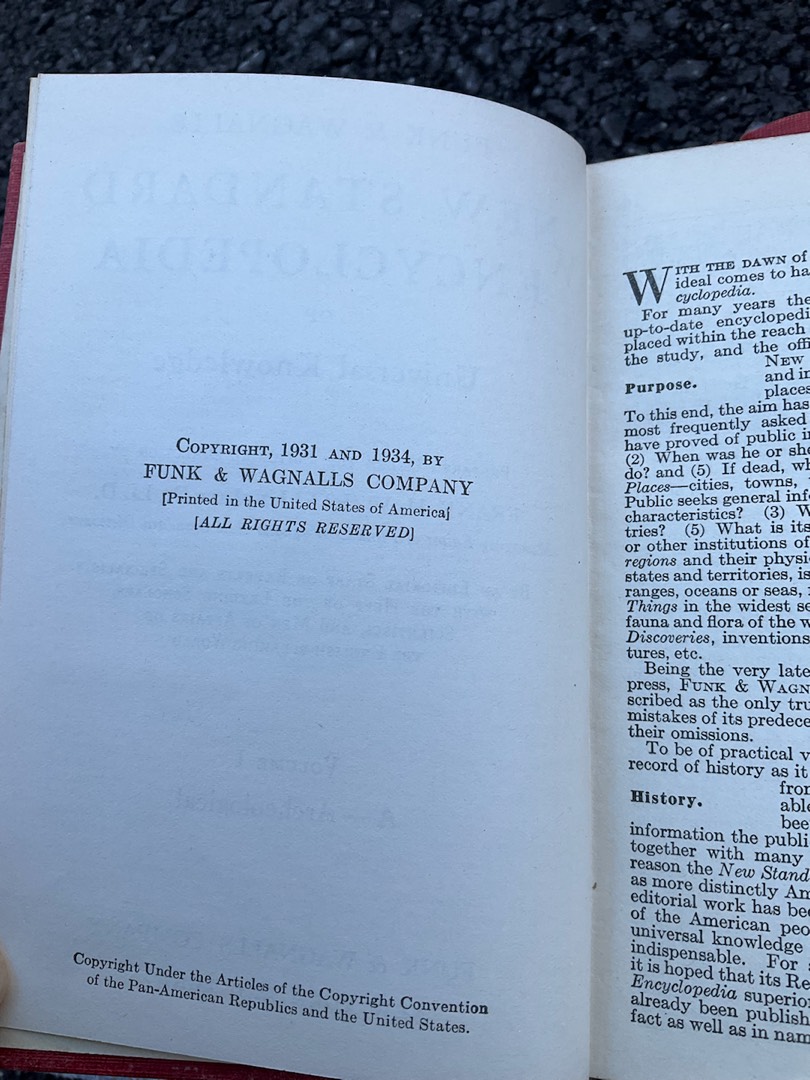 COPYRIGHT, 1931 AND 1934, BY
FUNK & WAGNALLS COMPANY
[Printed in the United States of America]
[ALL RIGHTS RESERVED]
Copyright Under the Articles of the Copyright Convention
of the Pan-American Republics and the United States.
WITH THE DAWN of
ideal comes to ha
cyclopedia.
For many years the
up-to-date encyclopedi
placed within the reach
the study, and the offi
NEW
Purpose.
and in
places
To this end, the aim has
most frequently asked
have proved of public in
(2) When was he or she
do? and (5) If dead, wh
Places—cities, towns,
Public seeks general info
characteristics? (3) W
tries? (5) What is its
or other institutions of
regions and their physi
states and territories, is
ranges, oceans or seas,
Things in the widest se
fauna and flora of the w
Discoveries, inventions
tures, etc.
Being the very late
press, FUNK & WAGN
scribed as the only tru
mistakes of its predece
their omissions.
To be of practical v
record of history as it
from
History.
able
bee
information the publi
together with many
reason the New Stand
as more distinctly Am
editorial work has bee
of the American peo
universal knowledge
indispensable. For
it is hoped that its Re
Encyclopedia superior
already been publish
fact as well as in nam